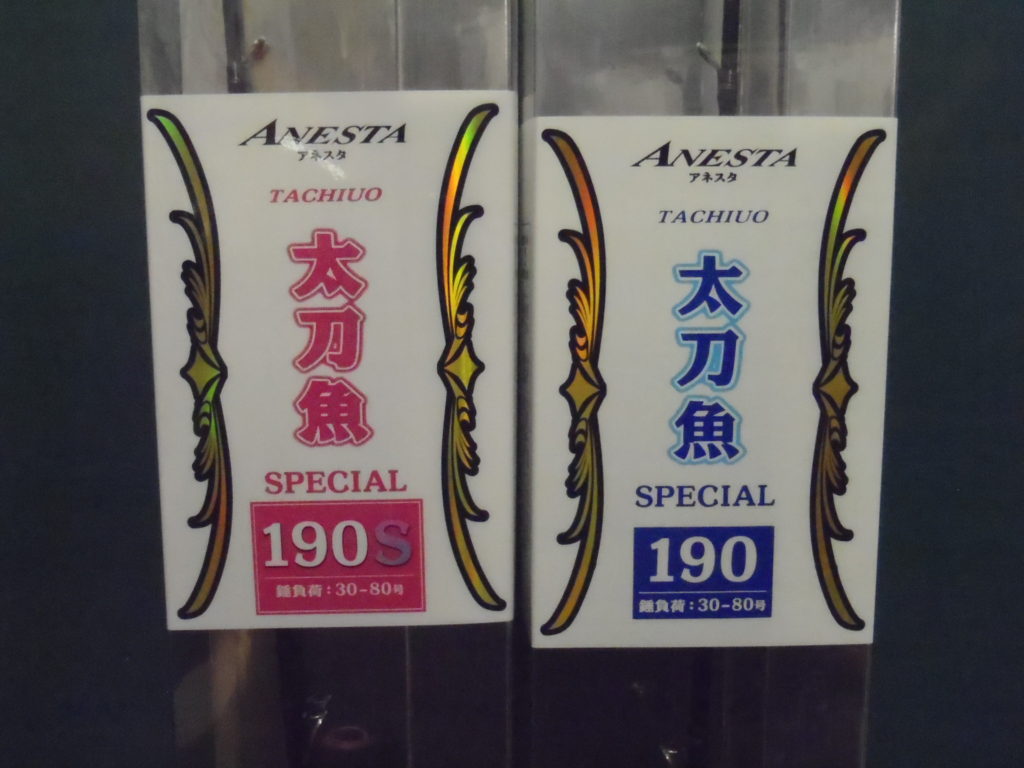 ANESTA
アネスタ
TACHIUO
太刀魚
SPECIAL
190S
錘負荷：30-80号
ANESTA
アネスタ
TACHIUO
太刀魚
SPECIAL
190
錘負荷：30-80号